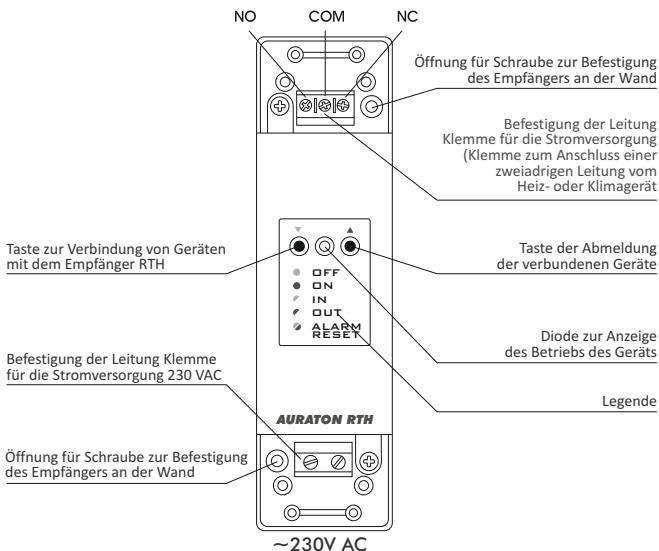 NO COM NC
Öffnung für Schraube zur Befestigung
des Empfängers an der Wand
Befestigung der Leitung
Klemme für die Stromversorgung
(Klemme zum Anschluss einer
zweiadrigen Leitung vom
Heiz- oder Klimagerät
Taste zur Verbindung von Geräten
mit dem Empfänger RTH
Taste der Abmeldung
der verbundenen Geräte
OFF
ON
IN
OUT
ALARM
RESET
Diode zur Anzeige
des Betriebs des Geräts
Befestigung der Leitung Klemme
für die Stromversorgung 230 VAC
Legende
AURATON RTH
Öffnung für Schraube zur Befestigung
des Empfängers an der Wand
~230V AC